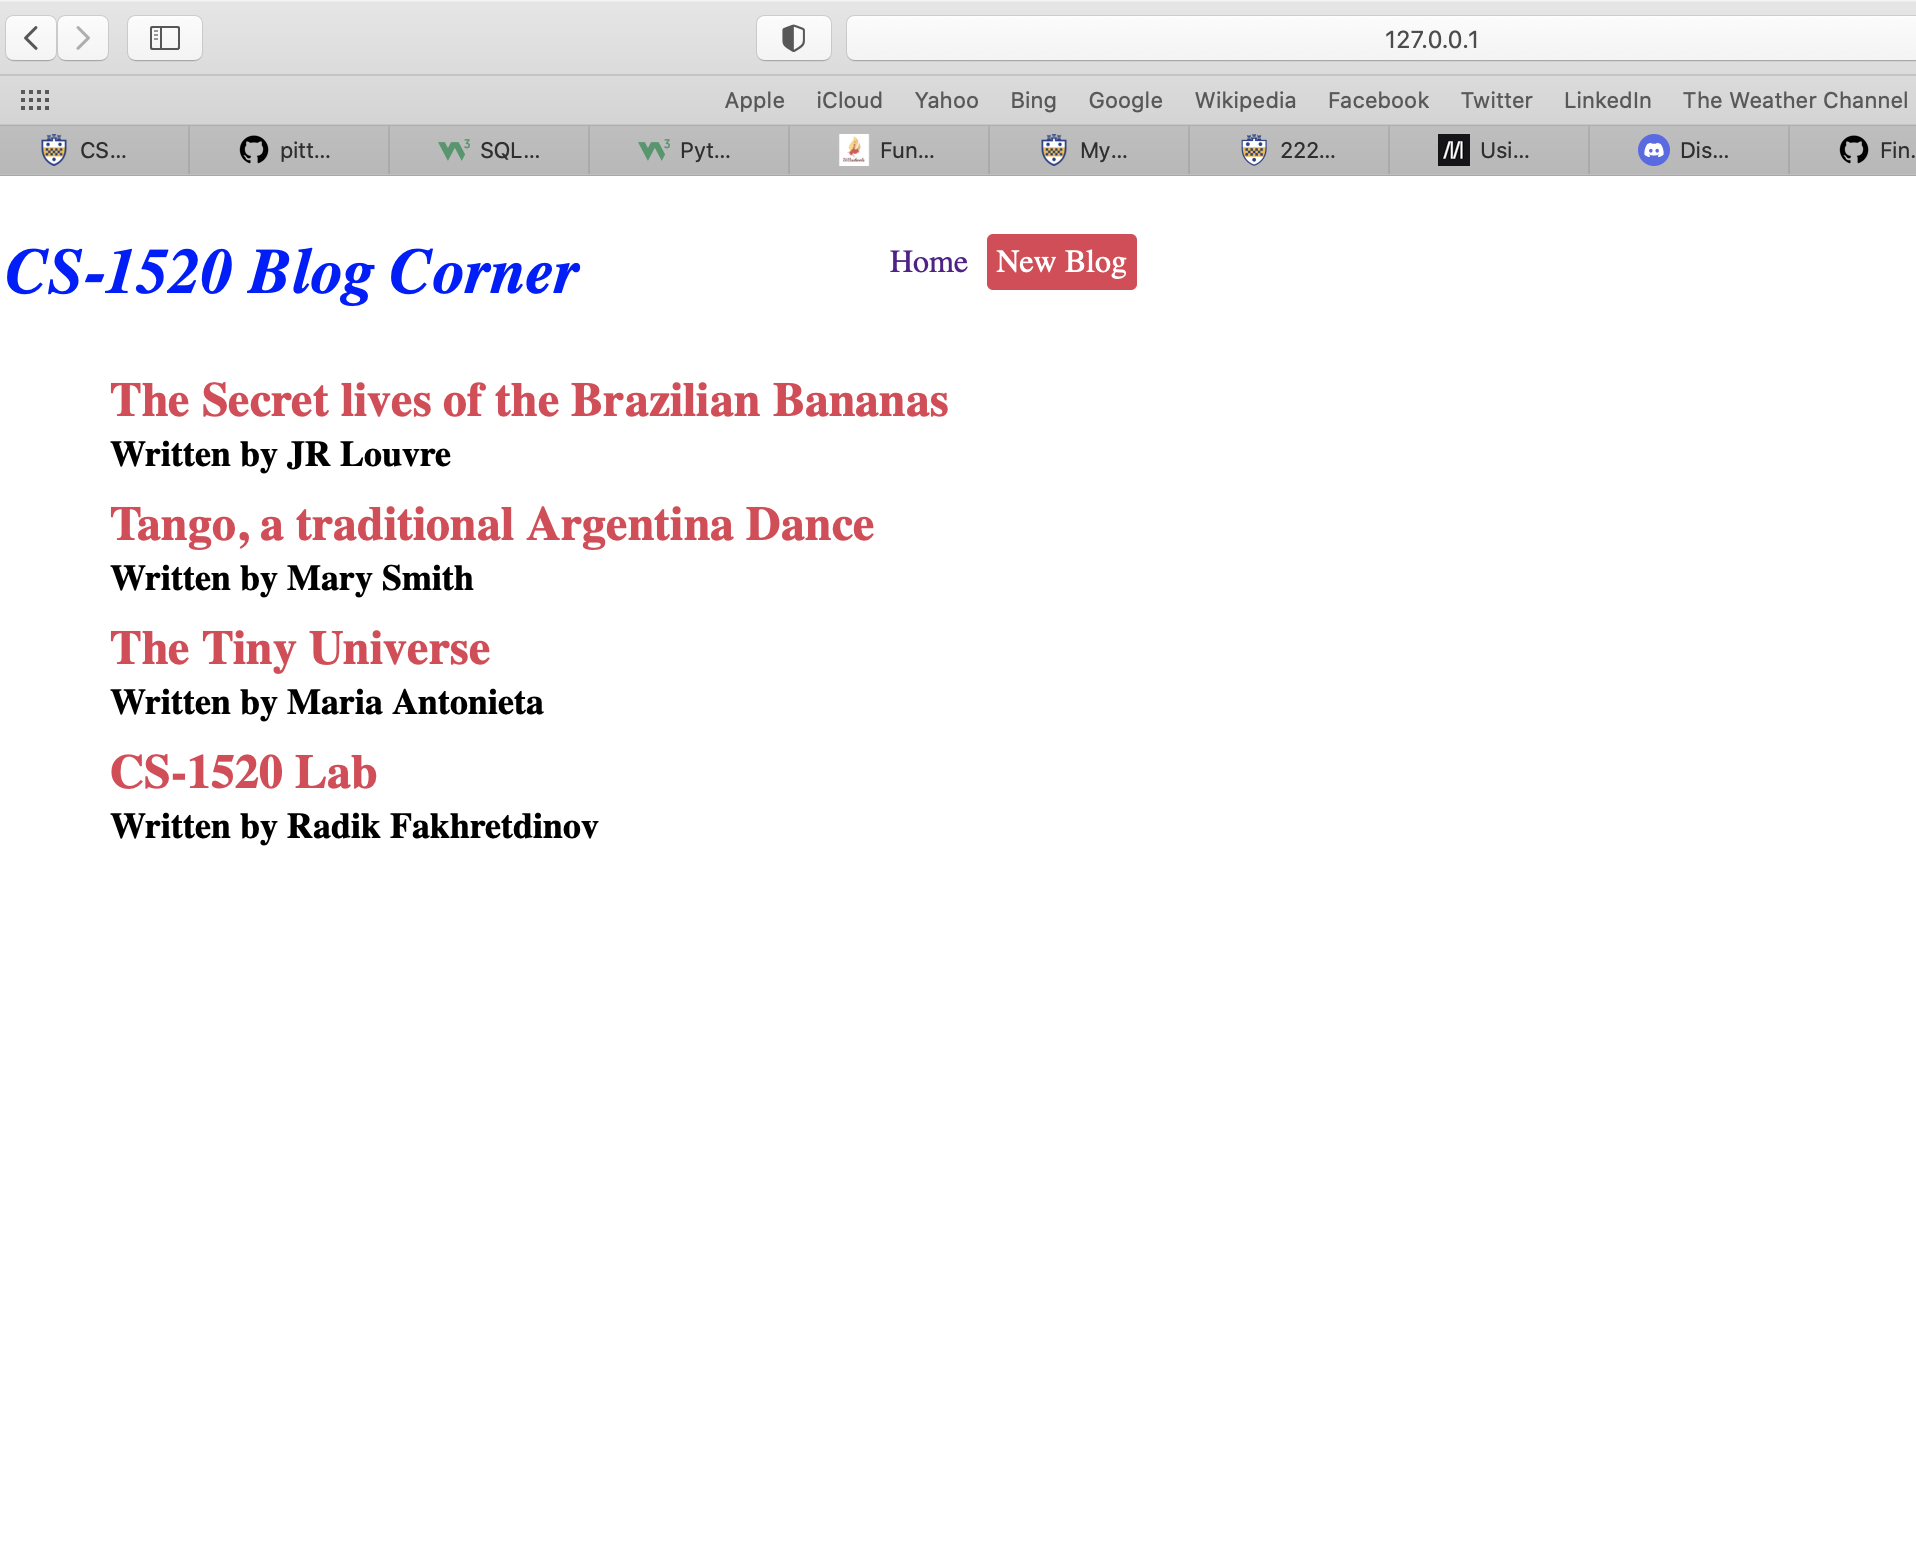 127.0.0.1
Apple iCloud Yahoo Bing Google Wikipedia Facebook Twitter LinkedIn The Weather Channel
CS... pitt... SQL... Pyt... Fun... My... 222... Usi... Dis... Fin.
CS-1520 Blog Corner
Home New Blog
The Secret lives of the Brazilian Bananas
Written by JR Louvre
Tango, a traditional Argentina Dance
Written by Mary Smith
The Tiny Universe
Written by Maria Antonieta
CS-1520 Lab
Written by Radik Fakhretdinov